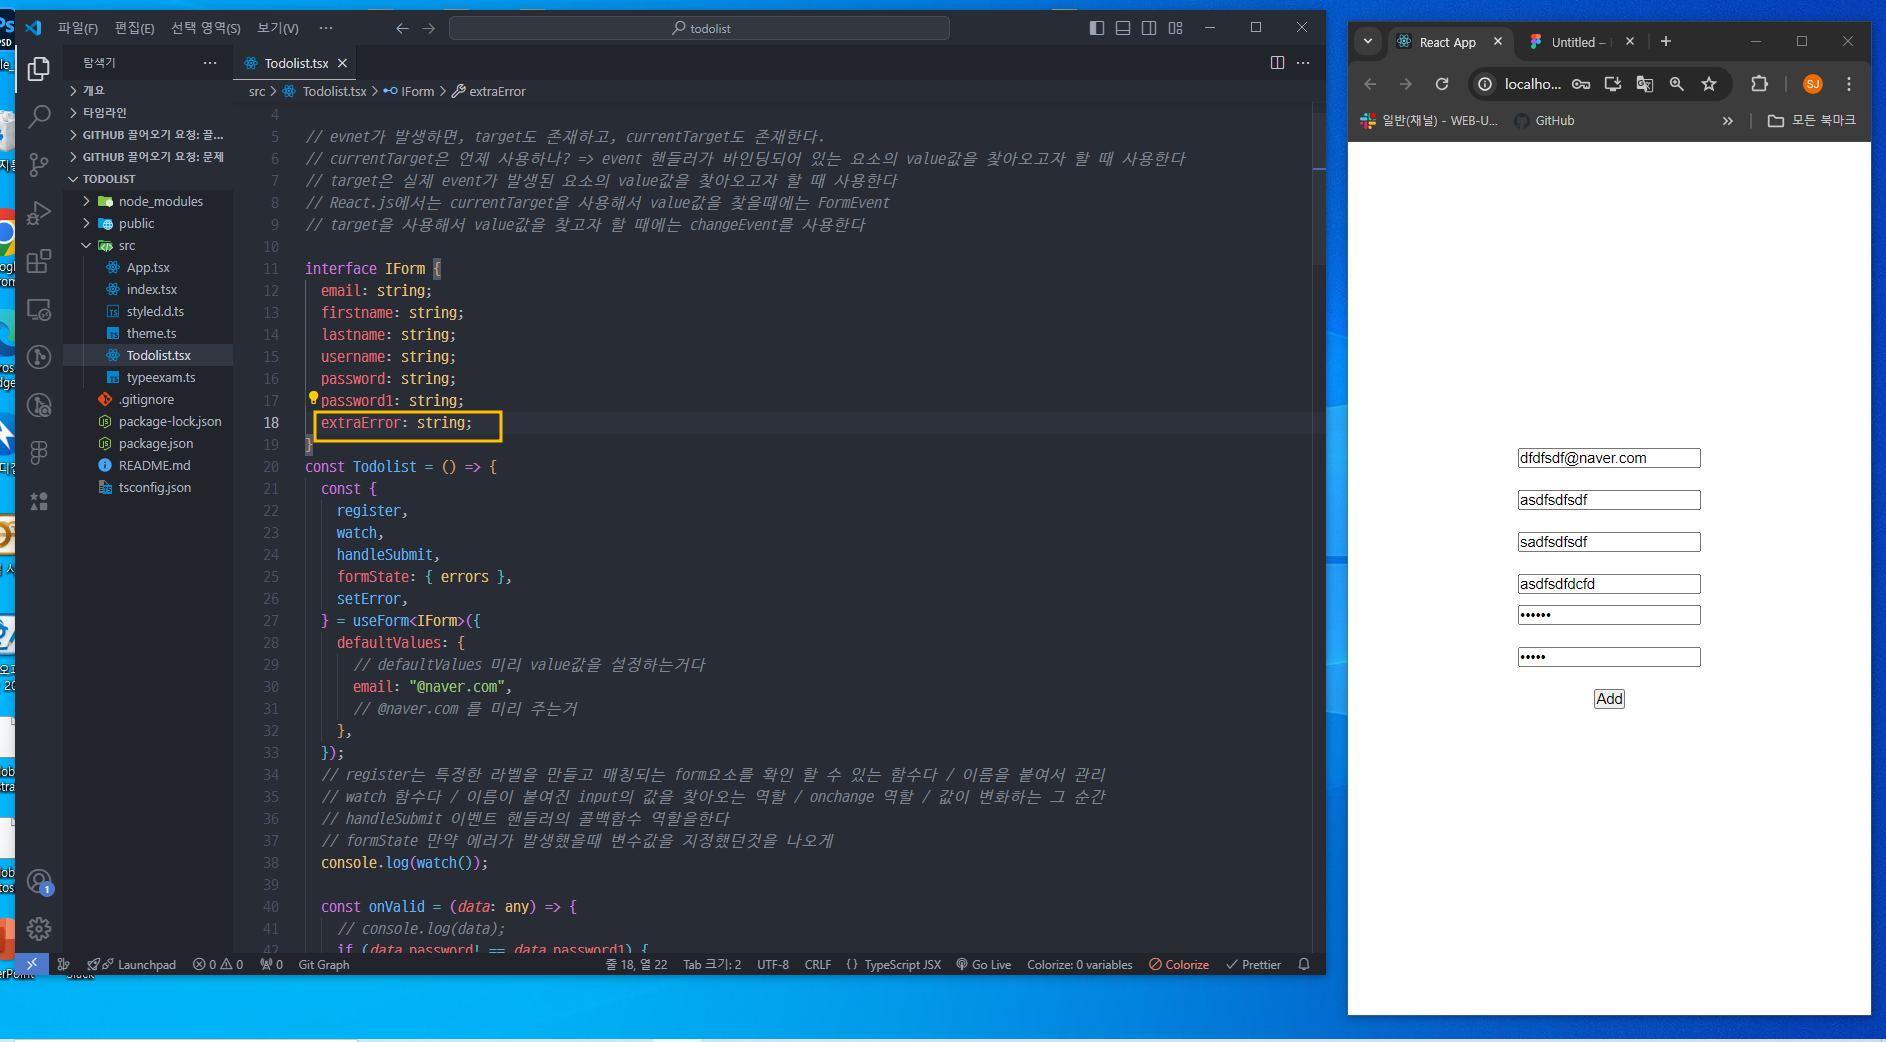 파일(F) 편집(E) 선택 영역(S) 보기(V) ···
todolist
탐색기
개요
타임라인
GITHUB 끌어오기 요청: 끌...
GITHUB 끌어오기 요청: 문제
TODOLIST
node_modules
public
src
App.tsx
index.tsx
styled.d.ts
theme.ts
Todolist.tsx
typeexam.ts
.gitignore
package-lock.json
package.json
README.md
tsconfig.json
Todolist.tsx
src > Todolist.tsx > IForm > extraError
4
5 // evnet가 발생하면, target도 존재하고, currentTarget도 존재한다.
6 // currentTarget은 언제 사용하나? => event 핸들러가 바인딩되어 있는 요소의 value값을 찾아오고자 할 때 사용한다
7 // target은 실제 event가 발생된 요소의 value값을 찾아오고자 할 때 사용한다
8 // React.js에서는 currentTarget을 사용해서 value값을 찾을때에는 FormEvent
9 // target을 사용해서 value값을 찾고자 할 때에는 changeEvent를 사용한다
10
11 interface IForm {
12 email: string;
13 firstname: string;
14 lastname: string;
15 username: string;
16 password: string;
17 password1: string;
18 extraError: string;
19 }
20 const Todolist = () => {
21 const {
22 register,
23 watch,
24 handleSubmit,
25 formState: { errors },
26 setError,
27 } = useForm<IForm>({
28 defaultValues: {
29 // defaultValues 미리 value값을 설정하는거다
30 email: "@naver.com",
31 // @naver.com 를 미리 주는거
32 },
33 });
34 // register는 특정한 라벨을 만들고 매칭되는 form요소를 확인 할 수 있는 함수다 / 이름을 붙여서 관리
35 // watch 함수다 / 이름이 붙여진 input의 값을 찾아오는 역할 / onchange 역할 / 값이 변화하는 그 순간
36 // handleSubmit 이벤트 핸들러의 콜백함수 역할을한다
37 // formState 만약 에러가 발생했을때 변수값을 지정했던것을 나오게
38 console.log(watch());
39
40 const onValid = (data: any) => {
41 // console.log(data);
42 if (data.password! == data.password1) {
1
Launchpad 0 0 0 Git Graph 줄 18, 열 22 Tab 크기: 2 UTF-8 CRLF {} TypeScript JSX Go Live Colorize: 0 variables Colorize Prettier
React App
Untitled –
localho...
SJ
일반(채널) - WEB-U...
GitHub
모든 북마크
dfdfsdf@naver.com
asdfsdfsdf
sadfsdfsdf
asdfsdfdcfd
••••••
•••••
Add